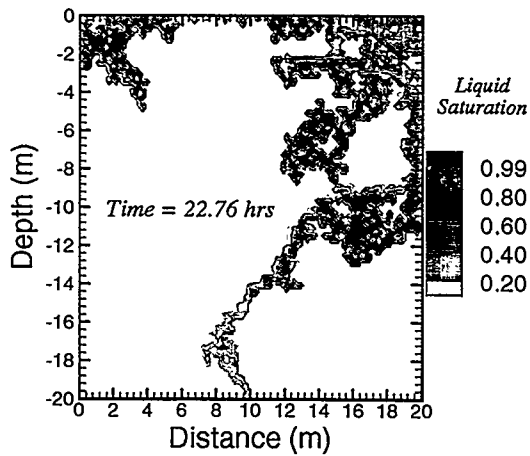 0
-2
-4
-6
-8
-10
-12
-14
-16
-18
-20
Depth (m)
0 2 4 6 8 10 12 14 16 18 20
Distance (m)
Time = 22.76 hrs
Liquid
Saturation
0.99
0.80
0.60
0.40
0.20